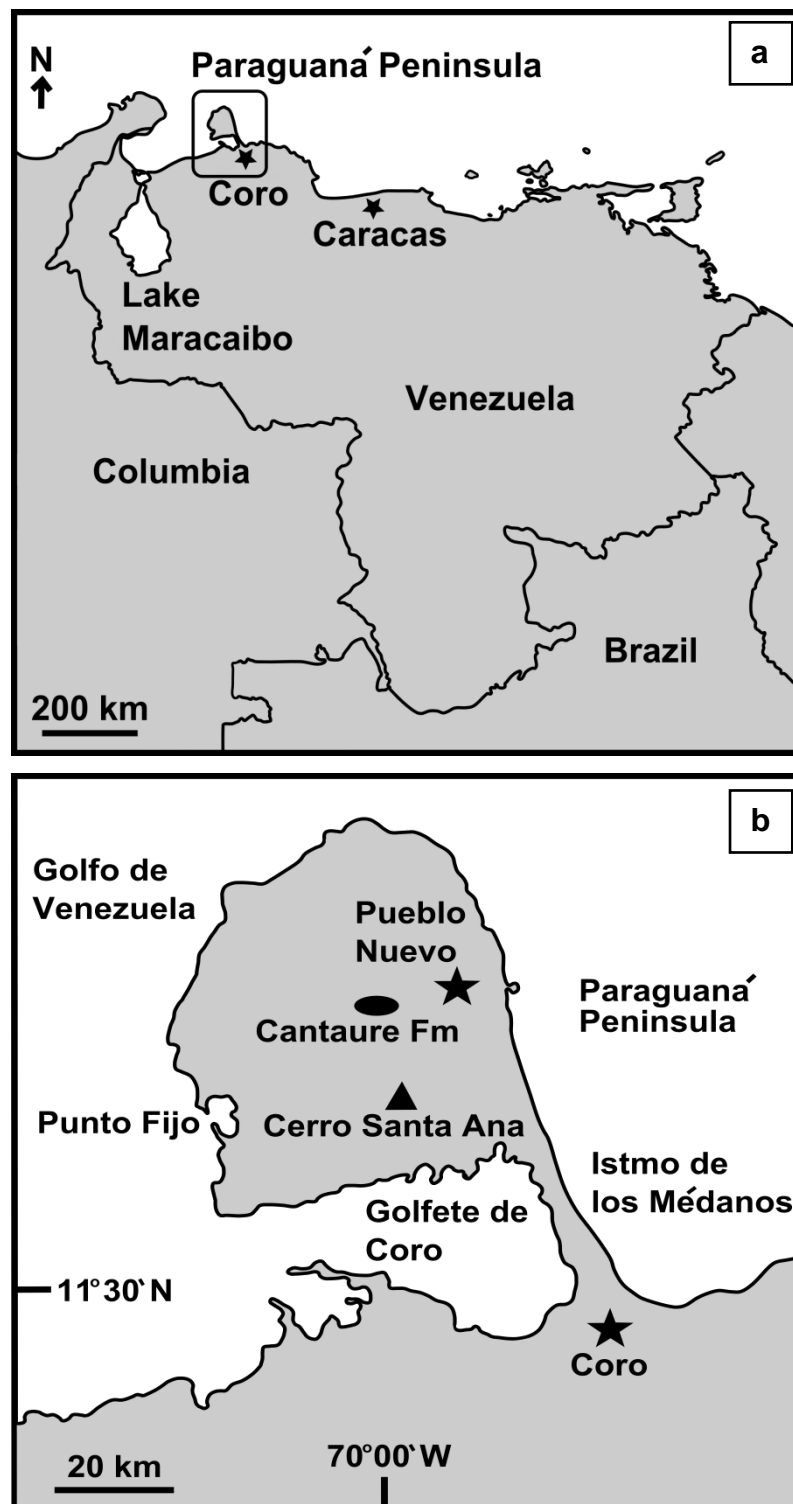 a
N
Paraguaná Peninsula
Coro
Caracas
Lake
Maracaibo
Venezuela
Columbia
Brazil
200 km
b
Golfo de
Venezuela
Pueblo
Nuevo
Paraguaná
Peninsula
Cantaure Fm
Punto Fijo
Cerro Santa Ana
Istmo de
los Médanos
Golfete de
Coro
11°30‵N
Coro
20 km
70°00‵W